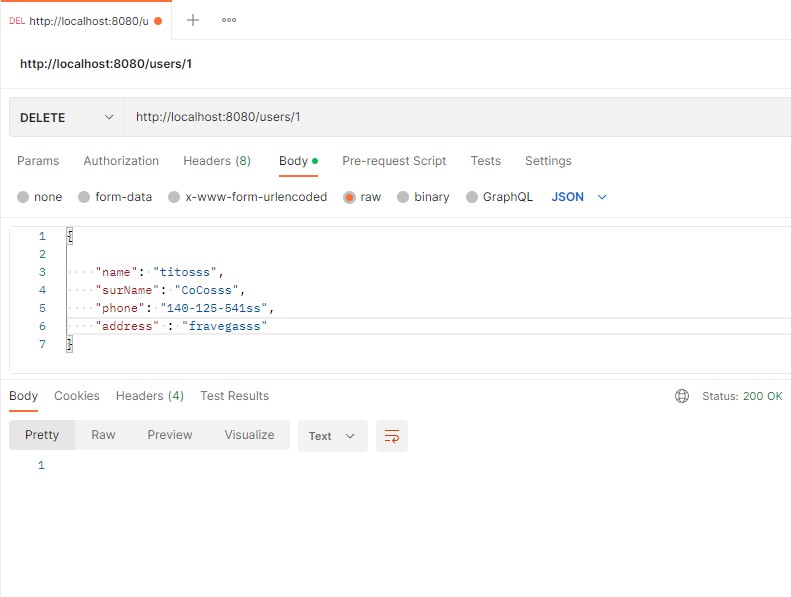 DEL http://localhost:8080/u
http://localhost:8080/users/1
DELETE http://localhost:8080/users/1
Params Authorization Headers (8) Body Pre-request Script Tests Settings
none form-data x-www-form-urlencoded raw binary GraphQL JSON
1 {
2
3 "name": "titosss",
4 "surName": "CoCosss",
5 "phone": "140-125-541ss",
6 "address" : "fravegasss"
7 }
Body Cookies Headers (4) Test Results Status: 200 OK
Pretty Raw Preview Visualize Text
1